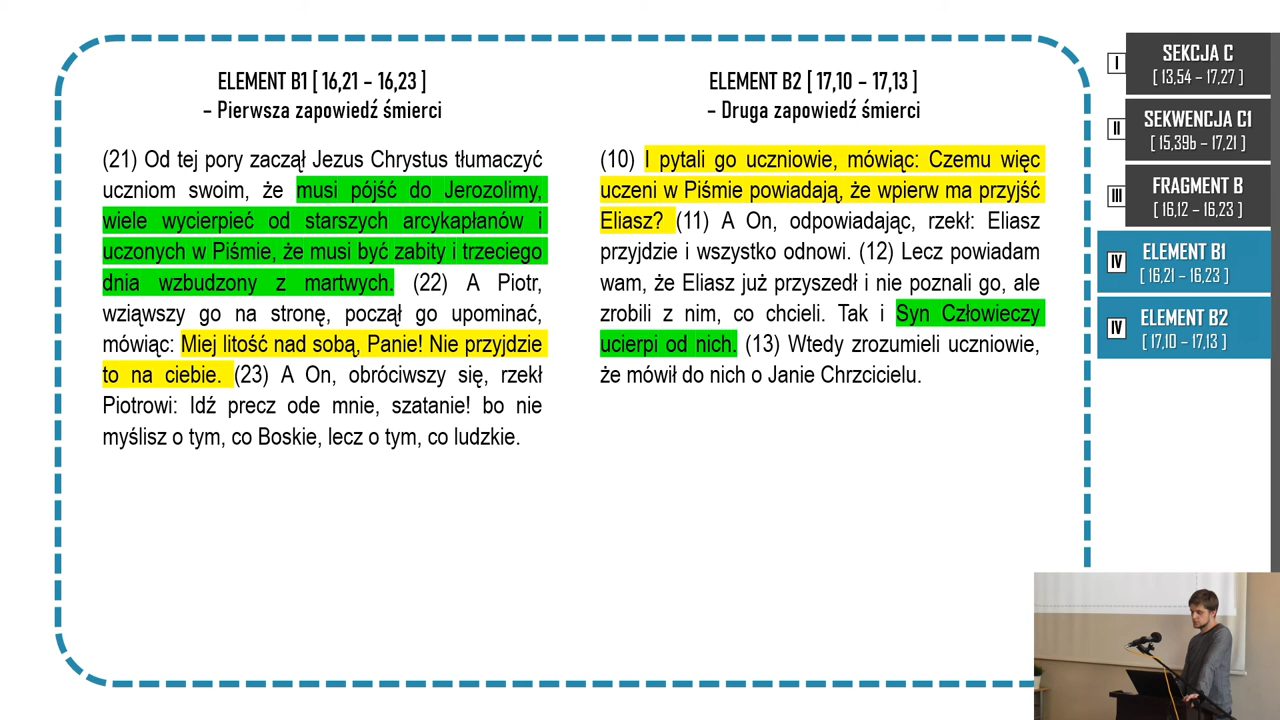 ELEMENT B1 [ 16,21 – 16,23 ]
– Pierwsza zapowiedź śmierci
(21) Od tej pory zaczął Jezus Chrystus tłumaczyć
uczniom swoim, że musi pójść do Jerozolimy,
wiele wycierpieć od starszych arcykapłanów i
uczonych w Piśmie, że musi być zabity i trzeciego
dnia wzbudzony z martwych. (22) A Piotr,
wziąwszy go na stronę, począł go upominać,
mówiąc: Miej litość nad sobą, Panie! Nie przyjdzie
to na ciebie. (23) A On, obróciwszy się, rzekł
Piotrowi: Idź precz ode mnie, szatanie! bo nie
myślisz o tym, co Boskie, lecz o tym, co ludzkie.
ELEMENT B2 [ 17,10 – 17,13 ]
– Druga zapowiedź śmierci
(10) I pytali go uczniowie, mówiąc: Czemu więc
uczeni w Piśmie powiadają, że wpierw ma przyjść
Eliasz? (11) A On, odpowiadając, rzekł: Eliasz
przyjdzie i wszystko odnowi. (12) Lecz powiadam
wam, że Eliasz już przyszedł i nie poznali go, ale
zrobili z nim, co chcieli. Tak i Syn Człowieczy
ucierpi od nich. (13) Wtedy zrozumieli uczniowie,
że mówił do nich o Janie Chrzcicielu.
I
SEKCJA C
[ 13,54 – 17,27 ]
II
SEKWENCJA C1
[ 15,39b – 17,21 ]
III
FRAGMENT B
[ 16,12 – 16,23 ]
IV
ELEMENT B1
[ 16,21 – 16,23 ]
IV
ELEMENT B2
[ 17,10 – 17,13 ]